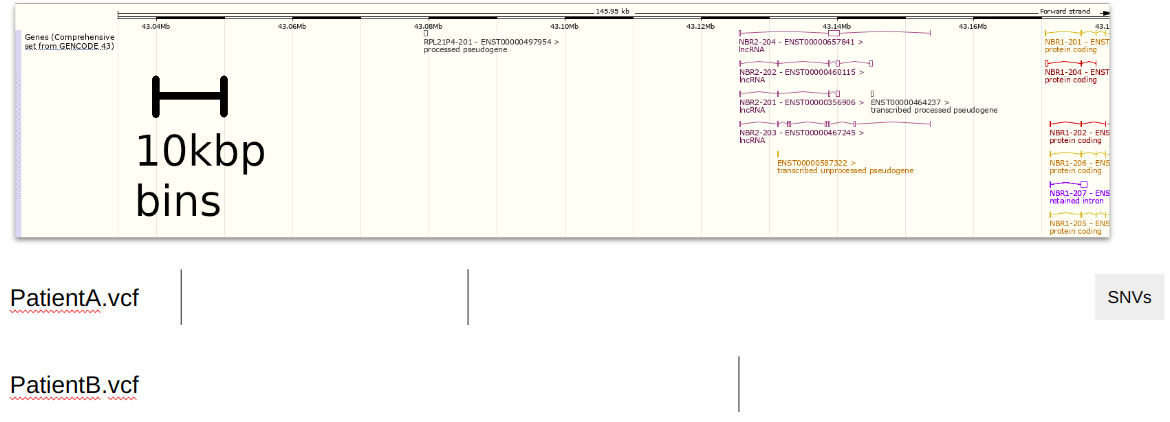 145.95 kb
Forward strand
43.04Mb 43.06Mb 43.08Mb 43.10Mb 43.12Mb 43.14Mb 43.16Mb 43.1
Genes (Comprehensive
set from GENCODE 43)
RPL21P4-201 - ENST00000497954 >
processed pseudogene
NBR2-204 - ENST00000657841 >
lncRNA
NBR1-201 - ENST
protein coding
NBR2-202 - ENST00000460115 >
lncRNA
NBR1-204 - ENST
protein coding
NBR2-201 - ENST00000356906 >
lncRNA
ENST00000464237 >
transcribed processed pseudogene
NBR2-203 - ENST00000467245 >
lncRNA
NBR1-202 - ENS
protein coding
ENST00000587322 >
transcribed unprocessed pseudogene
NBR1-206 - ENS
protein coding
NBR1-207 - ENS
retained intron
NBR1-205 - ENS
protein coding
10kbp
bins
PatientA.vcf
SNVs
PatientB.vcf